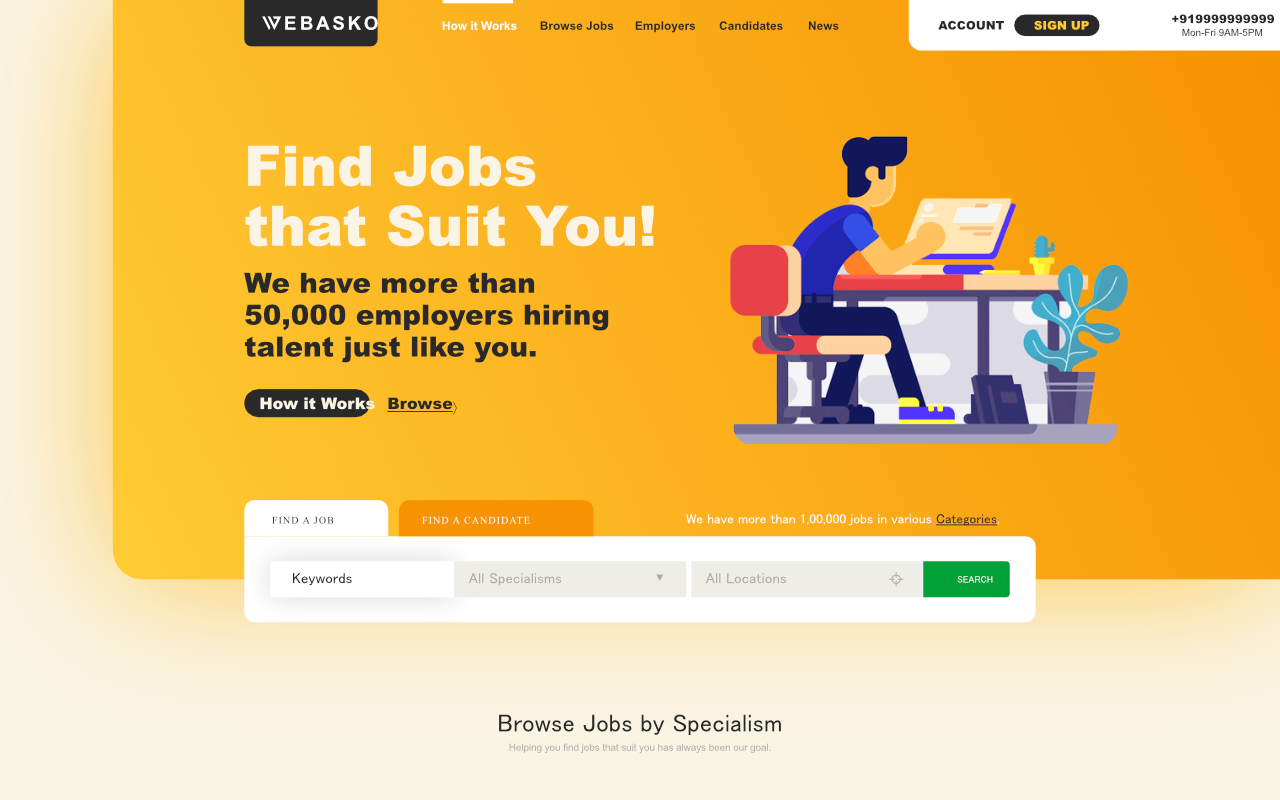 WEBASKO
How it Works
Browse Jobs
Employers
Candidates
News
ACCOUNT
SIGN UP
+919999999999
Mon-Fri 9AM-5PM
Find Jobs
that Suit You!
We have more than
50,000 employers hiring
talent just like you.
How it Works
Browse
FIND A JOB
FIND A CANDIDATE
We have more than 1,00,000 jobs in various Categories.
Keywords
All Specialisms
All Locations
SEARCH
Browse Jobs by Specialism
Helping you find jobs that suit you has always been our goal.